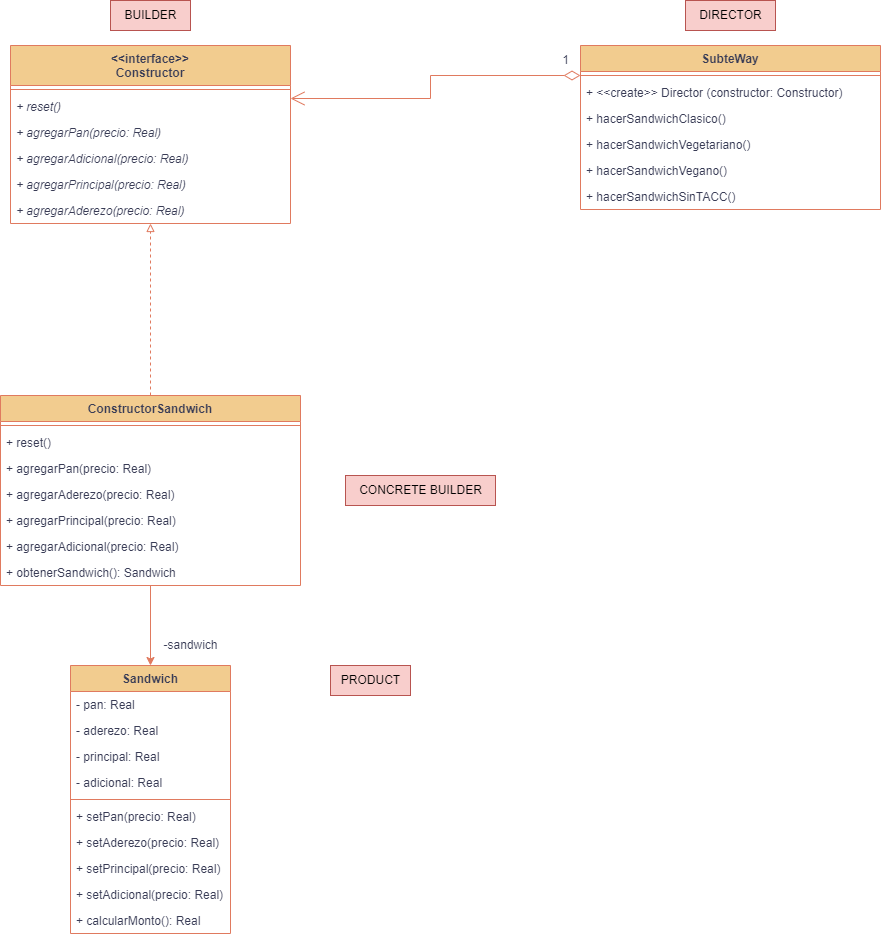 BUILDER
DIRECTOR
<<interface>>
Constructor
+ reset()
+ agregarPan(precio: Real)
+ agregarAdicional(precio: Real)
+ agregarPrincipal(precio: Real)
+ agregarAderezo(precio: Real)
1
SubteWay
+ <<create>> Director (constructor: Constructor)
+ hacerSandwichClasico()
+ hacerSandwichVegetariano()
+ hacerSandwichVegano()
+ hacerSandwichSinTACC()
ConstructorSandwich
+ reset()
+ agregarPan(precio: Real)
+ agregarAderezo(precio: Real)
+ agregarPrincipal(precio: Real)
+ agregarAdicional(precio: Real)
+ obtenerSandwich(): Sandwich
CONCRETE BUILDER
-sandwich
Sandwich
- pan: Real
- aderezo: Real
- principal: Real
- adicional: Real
+ setPan(precio: Real)
+ setAderezo(precio: Real)
+ setPrincipal(precio: Real)
+ setAdicional(precio: Real)
+ calcularMonto(): Real
PRODUCT